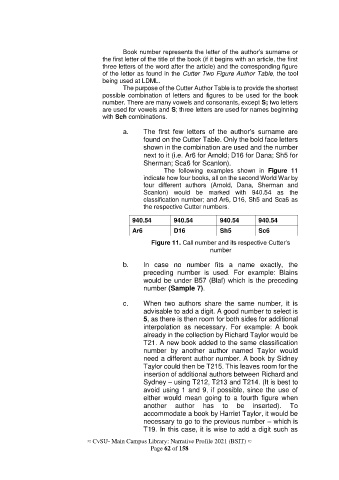 Book number represents the letter of the author's surname or
the first letter of the title of the book (if it begins with an article, the first
three letters of the word after the article) and the corresponding figure
of the letter as found in the Cutter Two Figure Author Table, the tool
being used at LDML.
The purpose of the Cutter Author Table is to provide the shortest
possible combination of letters and figures to be used for the book
number. There are many vowels and consonants, except S; two letters
are used for vowels and S; three letters are used for names beginning
with Sch combinations.
a. The first few letters of the author's surname are
found on the Cutter Table. Only the bold face letters
shown in the combination are used and the number
next to it (i.e. Ar6 for Arnold; D16 for Dana; Sh5 for
Sherman; Sca6 for Scanlon).
The following examples shown in Figure 11
indicate how four books, all on the second World War by
four different authors (Arnold, Dana, Sherman and
Scanlon) would be marked with 940.54 as the
classification number; and Ar6, D16, Sh5 and Sca6 as
the respective Cutter numbers.
940.54 940.54 940.54 940.54
Ar6 D16 Sh5 Sc6
Figure 11. Call number and its respective Cutter's
number
b. In case no number fits a name exactly, the
preceding number is used. For example: Blains
would be under B57 (Blaf) which is the preceding
number (Sample 7).
c. When two authors share the same number, it is
advisable to add a digit. A good number to select is
5, as there is then room for both sides for additional
interpolation as necessary. For example: A book
already in the collection by Richard Taylor would be
T21. A new book added to the same classification
number by another author named Taylor would
need a different author number. A book by Sidney
Taylor could then be T215. This leaves room for the
insertion of additional authors between Richard and
Sydney – using T212, T213 and T214. (It is best to
avoid using 1 and 9, if possible, since the use of
either would mean going to a fourth figure when
another author has to be inserted). To
accommodate a book by Harriet Taylor, it would be
necessary to go to the previous number – which is
T19. In this case, it is wise to add a digit such as
≈ CvSU- Main Campus Library: Narrative Profile 2021 (BSIT) ≈
Page 62 of 158